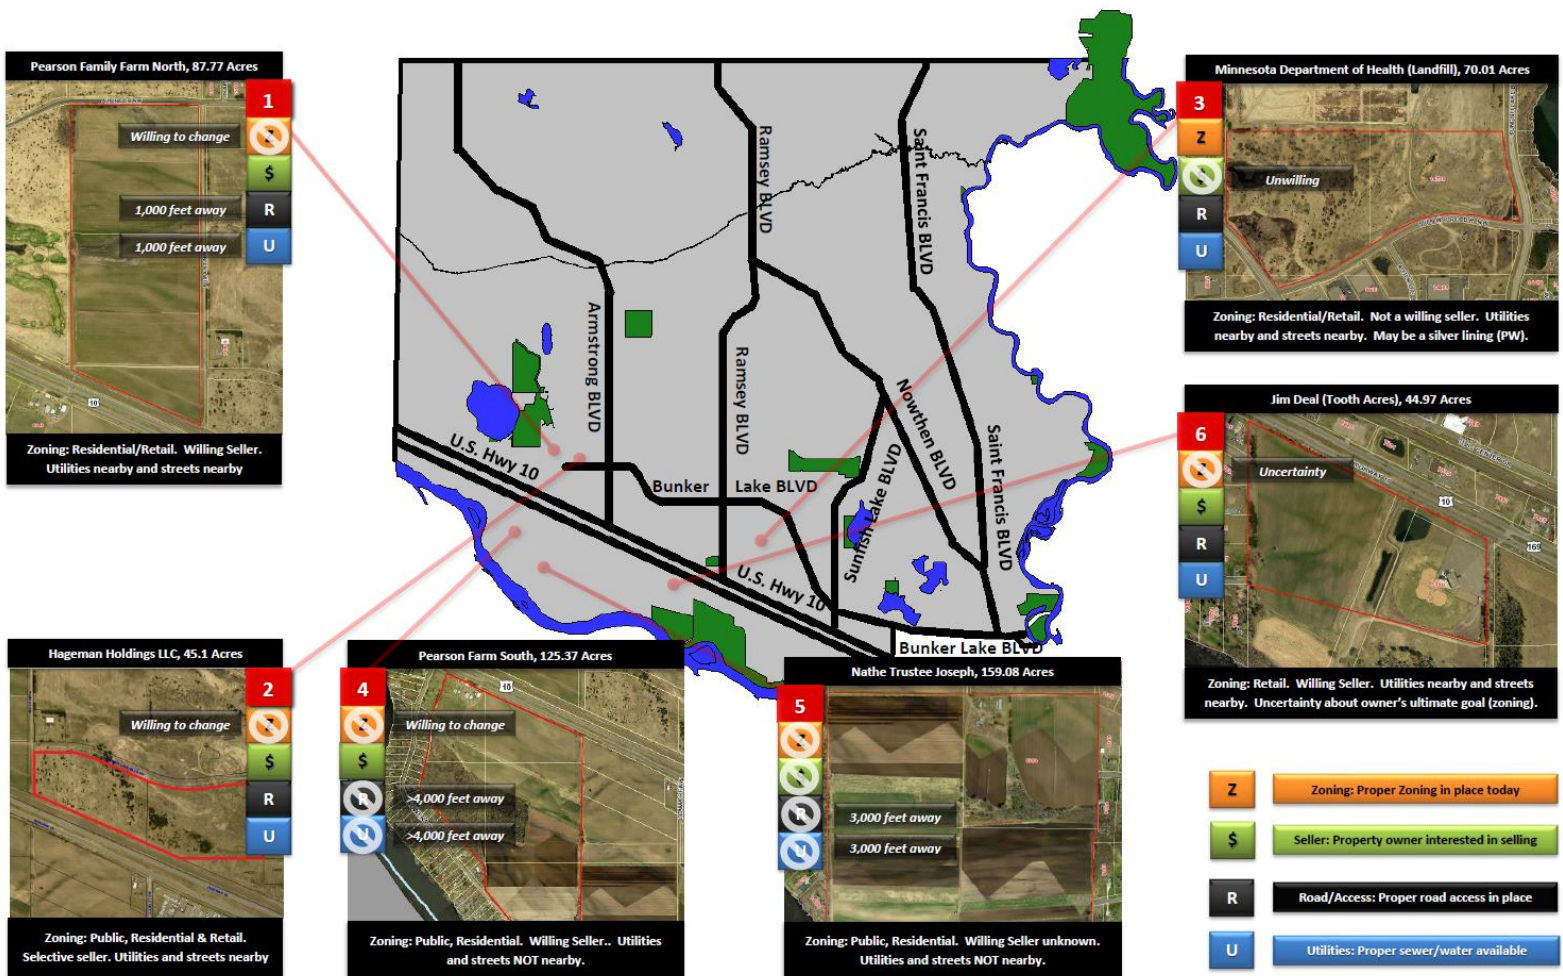 Pearson Family Farm North, 87.77 Acres
1
Willing to change
Z
$
1,000 feet away
R
1,000 feet away
U
10
Zoning: Residential/Retail. Willing Seller.
Utilities nearby and streets nearby
Ramsey BLVD
Saint Francis BLVD
Armstrong BLVD
Ramsey BLVD
Nowthen BLVD
Saint Francis BLVD
Sunfish Lake BLVD
U.S. Hwy 10
Bunker
Lake BLVD
U.S. Hwy 10
Bunker Lake BLVD
Minnesota Department of Health (Landfill), 70.01 Acres
3
Z
Unwilling
$
R
U
Zoning: Residential/Retail. Not a willing seller. Utilities
nearby and streets nearby. May be a silver lining (PW).
Jim Deal (Tooth Acres), 44.97 Acres
6
Z
Uncertainty
$
R
U
10
169
Zoning: Retail. Willing Seller. Utilities nearby and streets
nearby. Uncertainty about owner's ultimate goal (zoning).
Hageman Holdings LLC, 45.1 Acres
2
Willing to change
Z
$
R
U
Zoning: Public, Residential & Retail.
Selective seller. Utilities and streets nearby
Pearson Farm South, 125.37 Acres
4
10
Z
Willing to change
$
R
>4,000 feet away
U
>4,000 feet away
Zoning: Public, Residential. Willing Seller.. Utilities
and streets NOT nearby.
Nathe Trustee Joseph, 159.08 Acres
5
Z
$
R
3,000 feet away
U
3,000 feet away
Zoning: Public, Residential. Willing Seller unknown.
Utilities and streets NOT nearby.
Z
Zoning: Proper Zoning in place today
$
Seller: Property owner interested in selling
R
Road/Access: Proper road access in place
U
Utilities: Proper sewer/water available